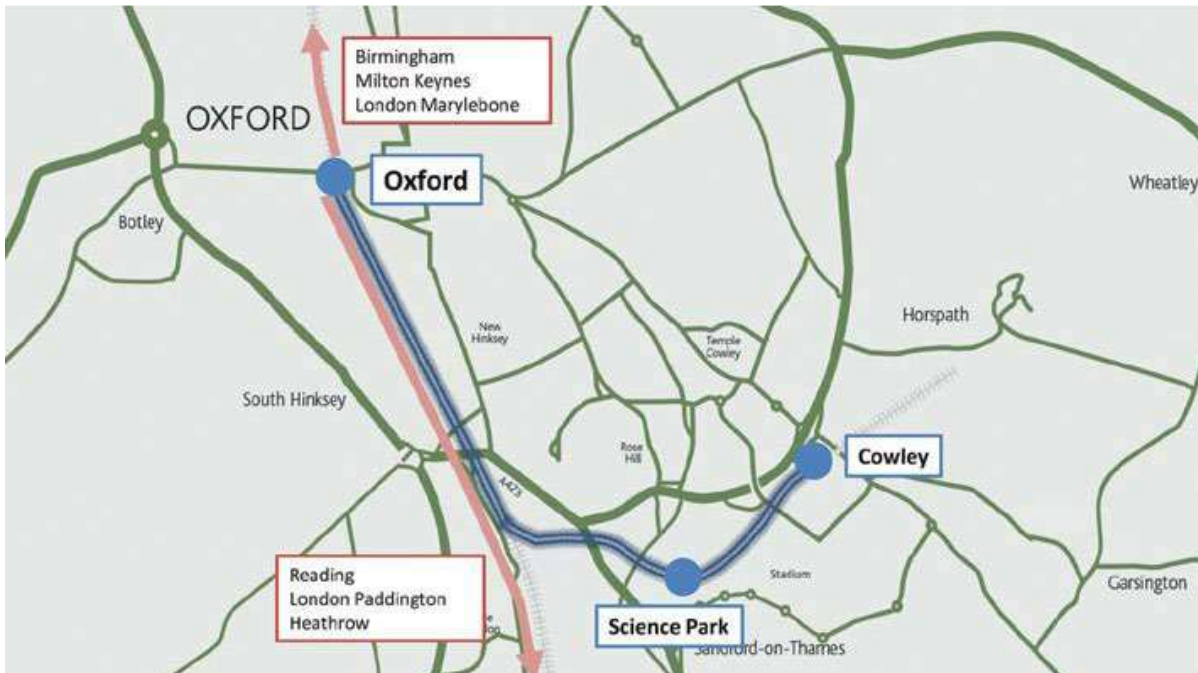 Birmingham
Milton Keynes
London Marylebone
OXFORD
Oxford
Wheatley
Botley
Horspath
New
Hinksey
Temple
Cowley
South Hinksey
Rose
Hill
Cowley
A423
Reading
London Paddington
Heathrow
Stadium
Garsington
Science Park
Sandford-on-Thames